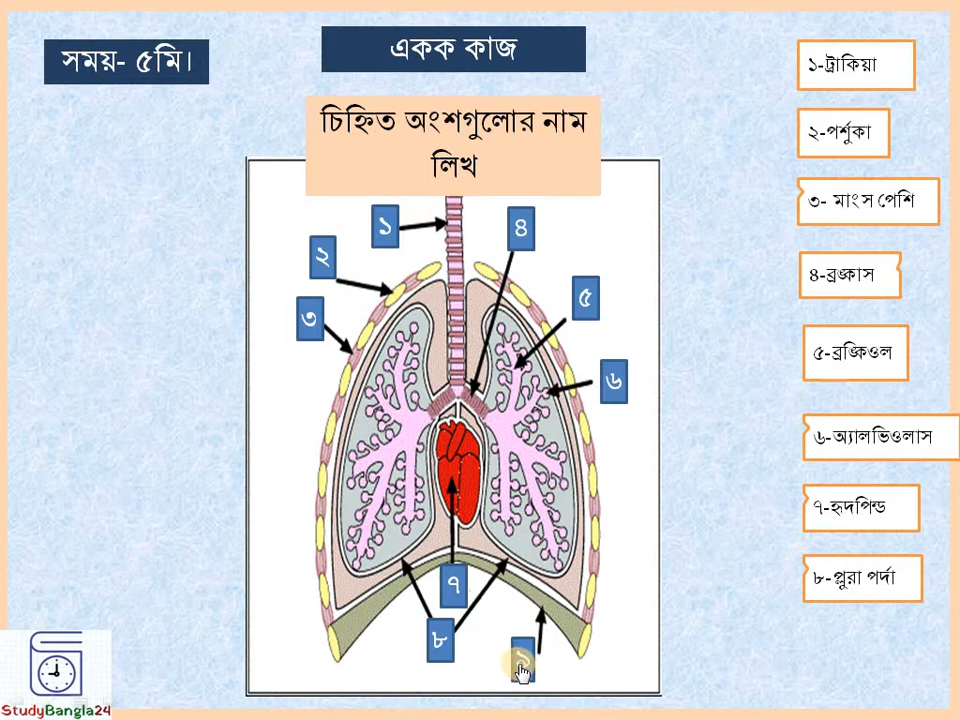 সময়- ৫মি।
একক কাজ
চিহ্নিত অংশগুলোর নাম
লিখ
১
২
৩
৪
৫
৬
৭
৮
১-ট্রাকিয়া
২-পর্শুকা
৩- মাংস পেশি
৪-ব্রঙ্কাস
৫-ব্রঙ্কিওল
৬-অ্যালভিওলাস
৭-হৃদপিন্ড
৮-প্লুরা পর্দা
StudyBangla24